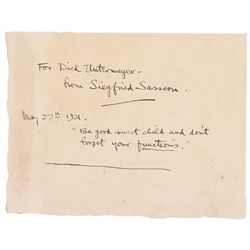 For Dick Untermeyer -
from Siegfried Sassoon.
May 27th 1931.
"Be good sweet child and don't
forget your functions."